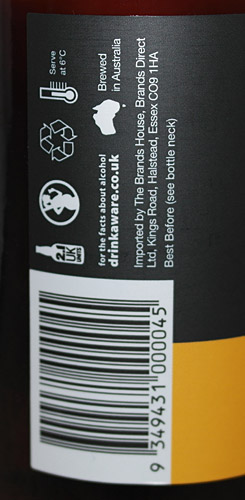 Serve
at 6°C
Brewed
in Australia
2.1
UK
UNITS
for the facts about alcohol
drinkaware.co.uk
Imported by The Brands House, Brands Direct
Ltd, Kings Road, Halstead, Essex CO9 1HA
Best Before (see bottle neck)
9 349431 000045